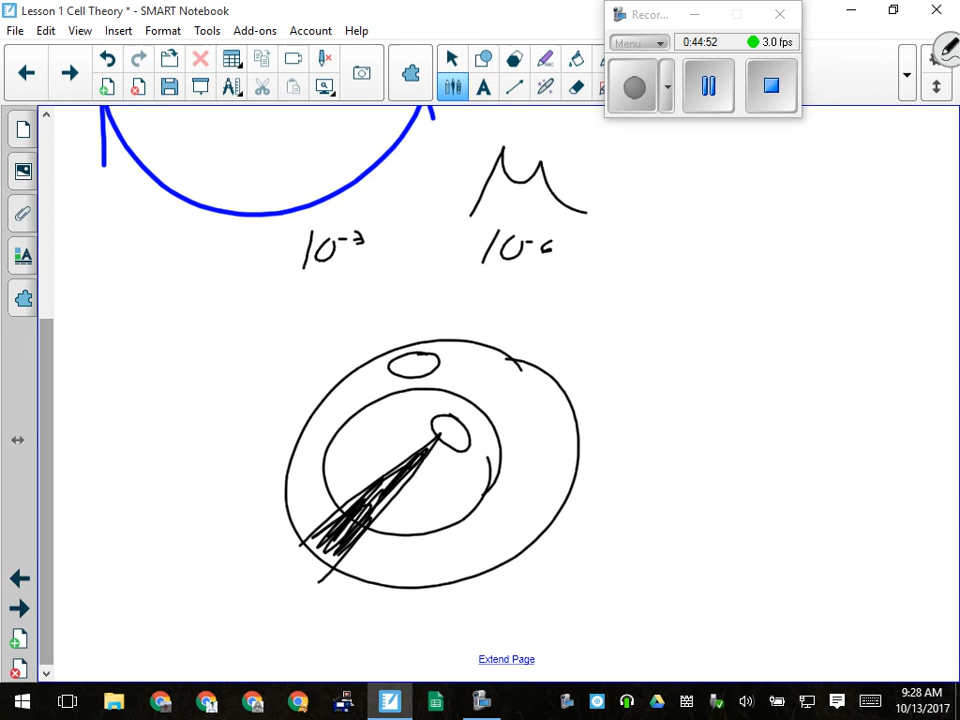 Lesson 1 Cell Theory * - SMART Notebook
Recor...
File Edit View Insert Format Tools Add-ons Account Help
Menu 0:44:52 3.0 fps
A
μ
10⁻³ 10⁻⁶
Extend Page
9:28 AM
10/13/2017